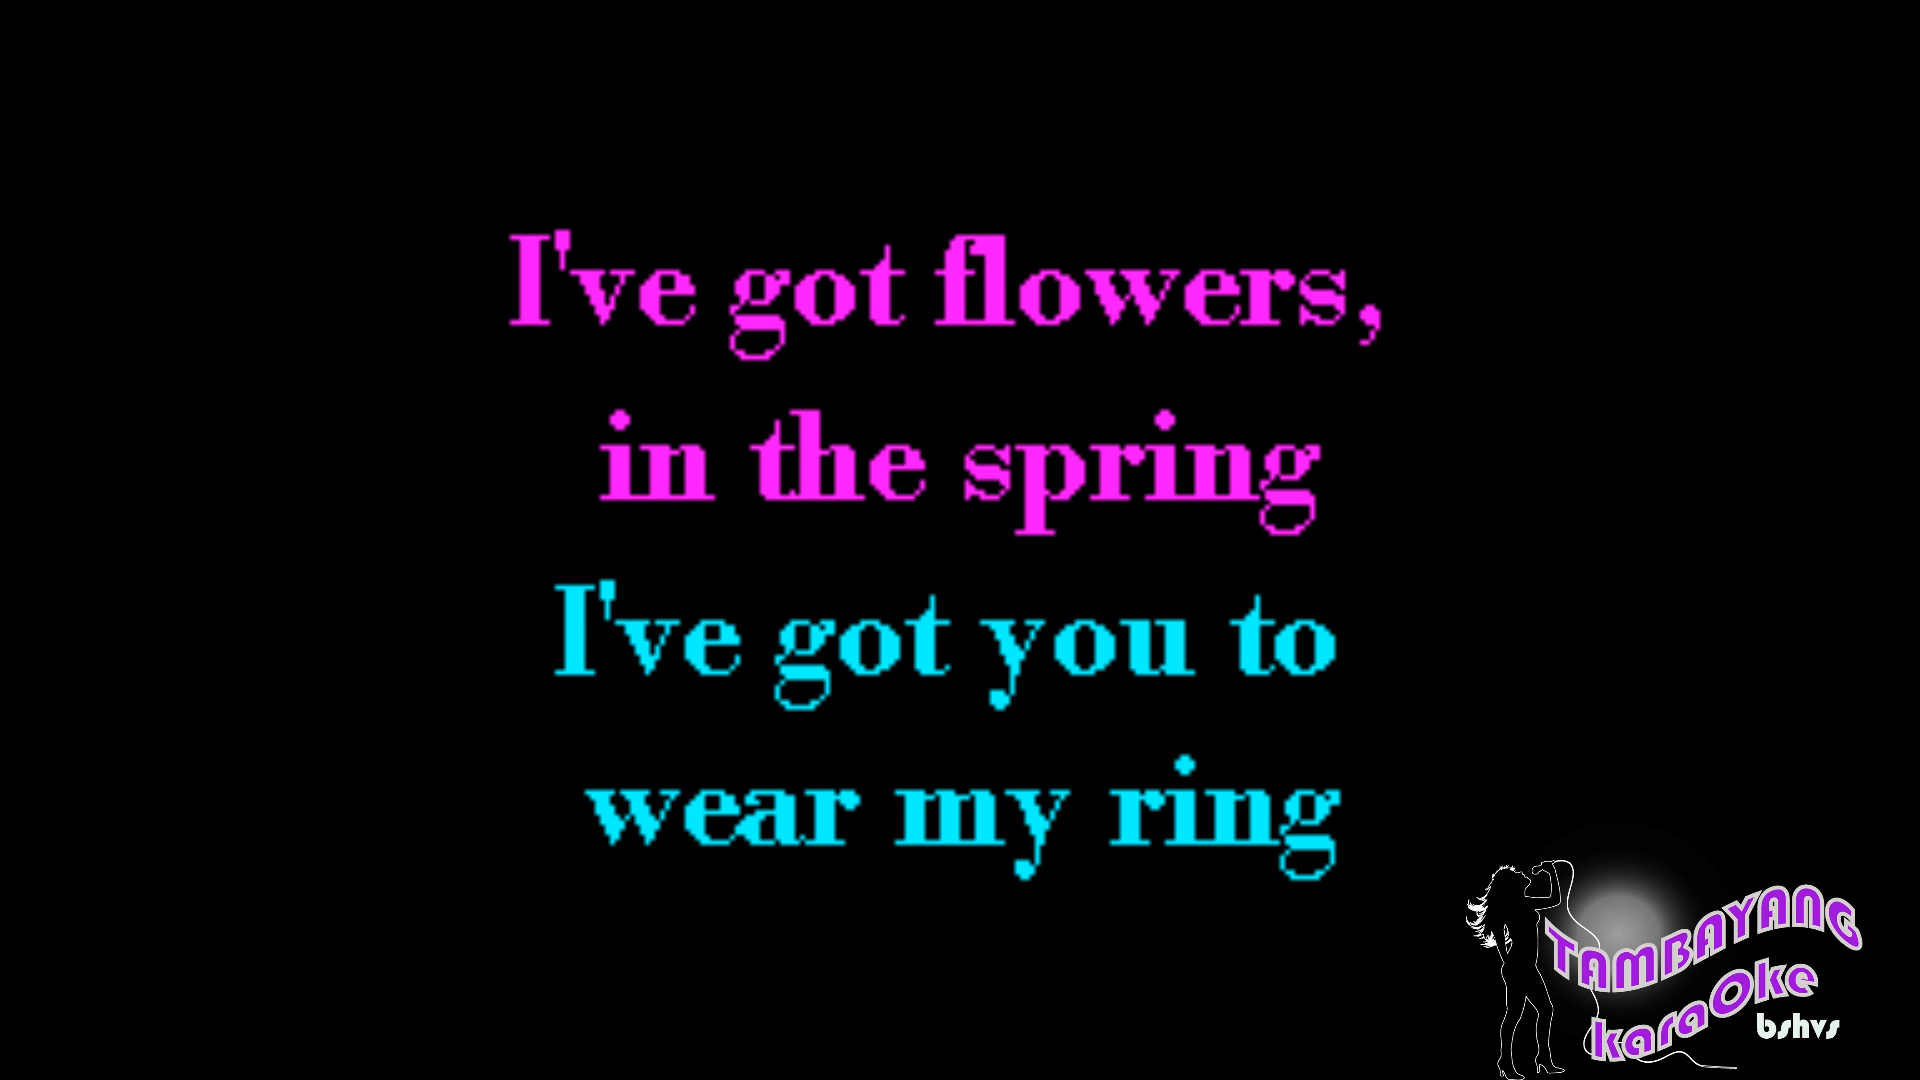 I've got flowers,
in the spring
I've got you to
wear my ring
TAMBAYANG
karaOke
bshvs